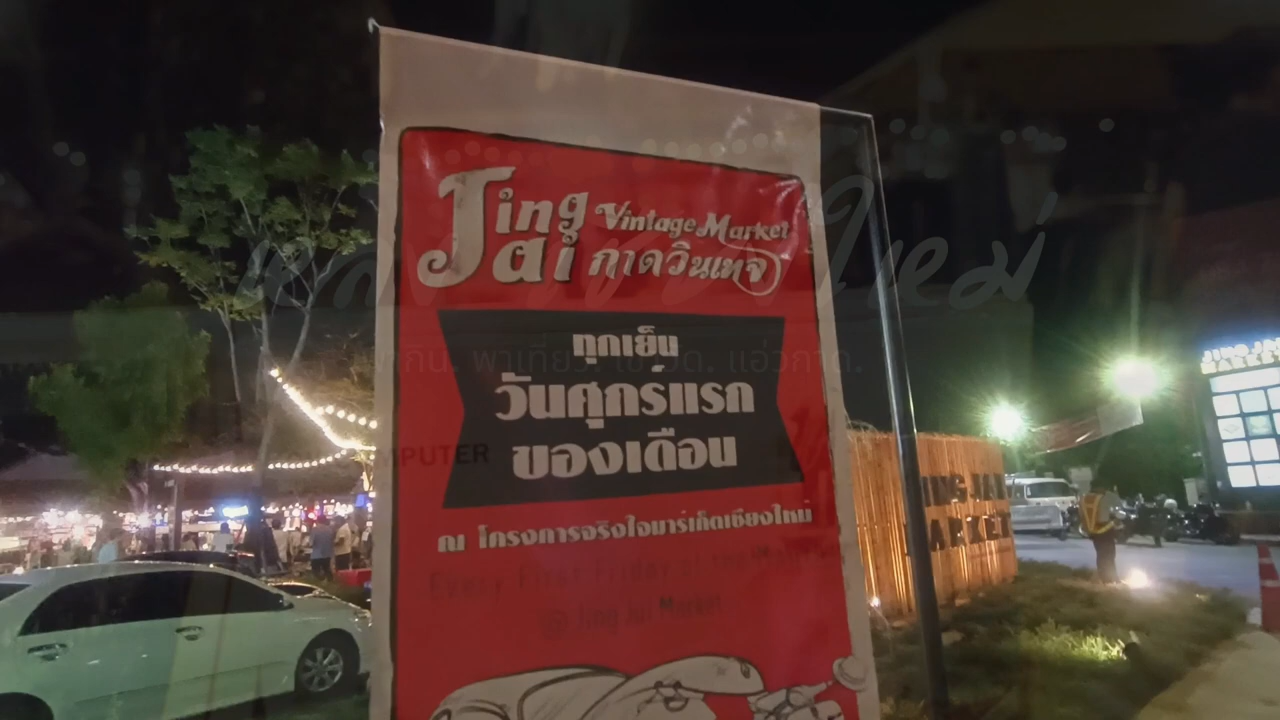 Jing Jai
Vintage Market
กาดวินเทจ
ทุกเย็น
วันศุกร์แรก
ของเดือน
ณ โครงการจริงใจมาร์เก็ตเชียงใหม่
Every First Friday of the Month
@ Jing Jai Market
JING JAI
MARKET
JING JAI
MARKET
COMPUTER